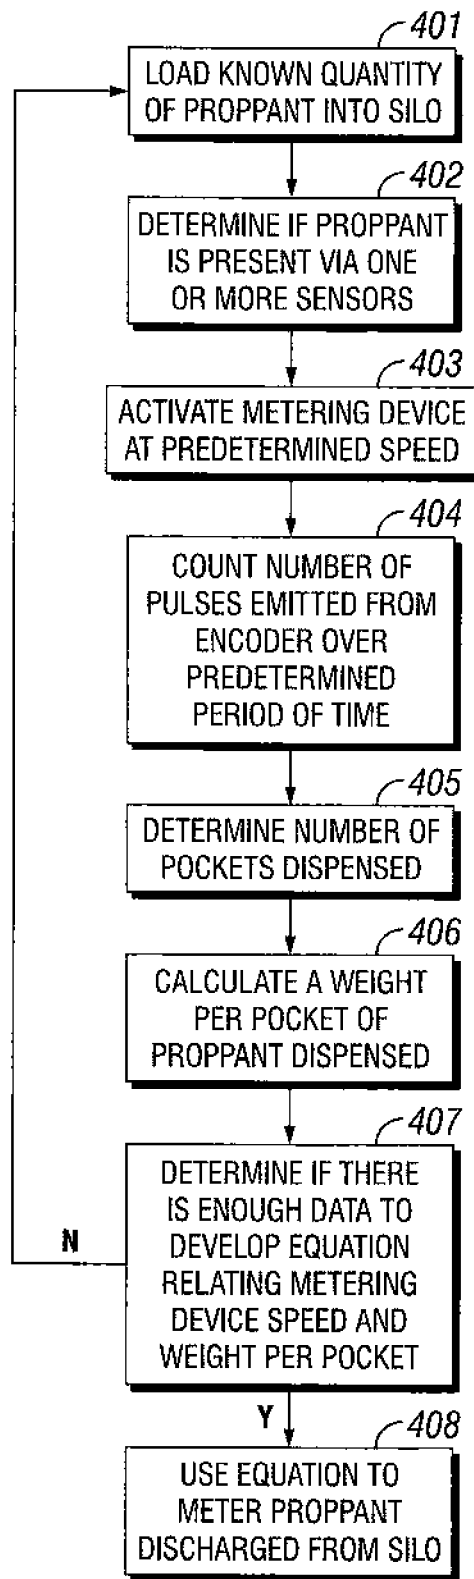 401
LOAD KNOWN QUANTITY
OF PROPPANT INTO SILO
402
DETERMINE IF PROPPANT
IS PRESENT VIA ONE
OR MORE SENSORS
403
ACTIVATE METERING DEVICE
AT PREDETERMINED SPEED
404
COUNT NUMBER OF
PULSES EMITTED FROM
ENCODER OVER
PREDETERMINED
PERIOD OF TIME
405
DETERMINE NUMBER OF
POCKETS DISPENSED
406
CALCULATE A WEIGHT
PER POCKET OF
PROPPANT DISPENSED
407
DETERMINE IF THERE
IS ENOUGH DATA TO
DEVELOP EQUATION
RELATING METERING
DEVICE SPEED AND
WEIGHT PER POCKET
N
Y
408
USE EQUATION TO
METER PROPPANT
DISCHARGED FROM SILO